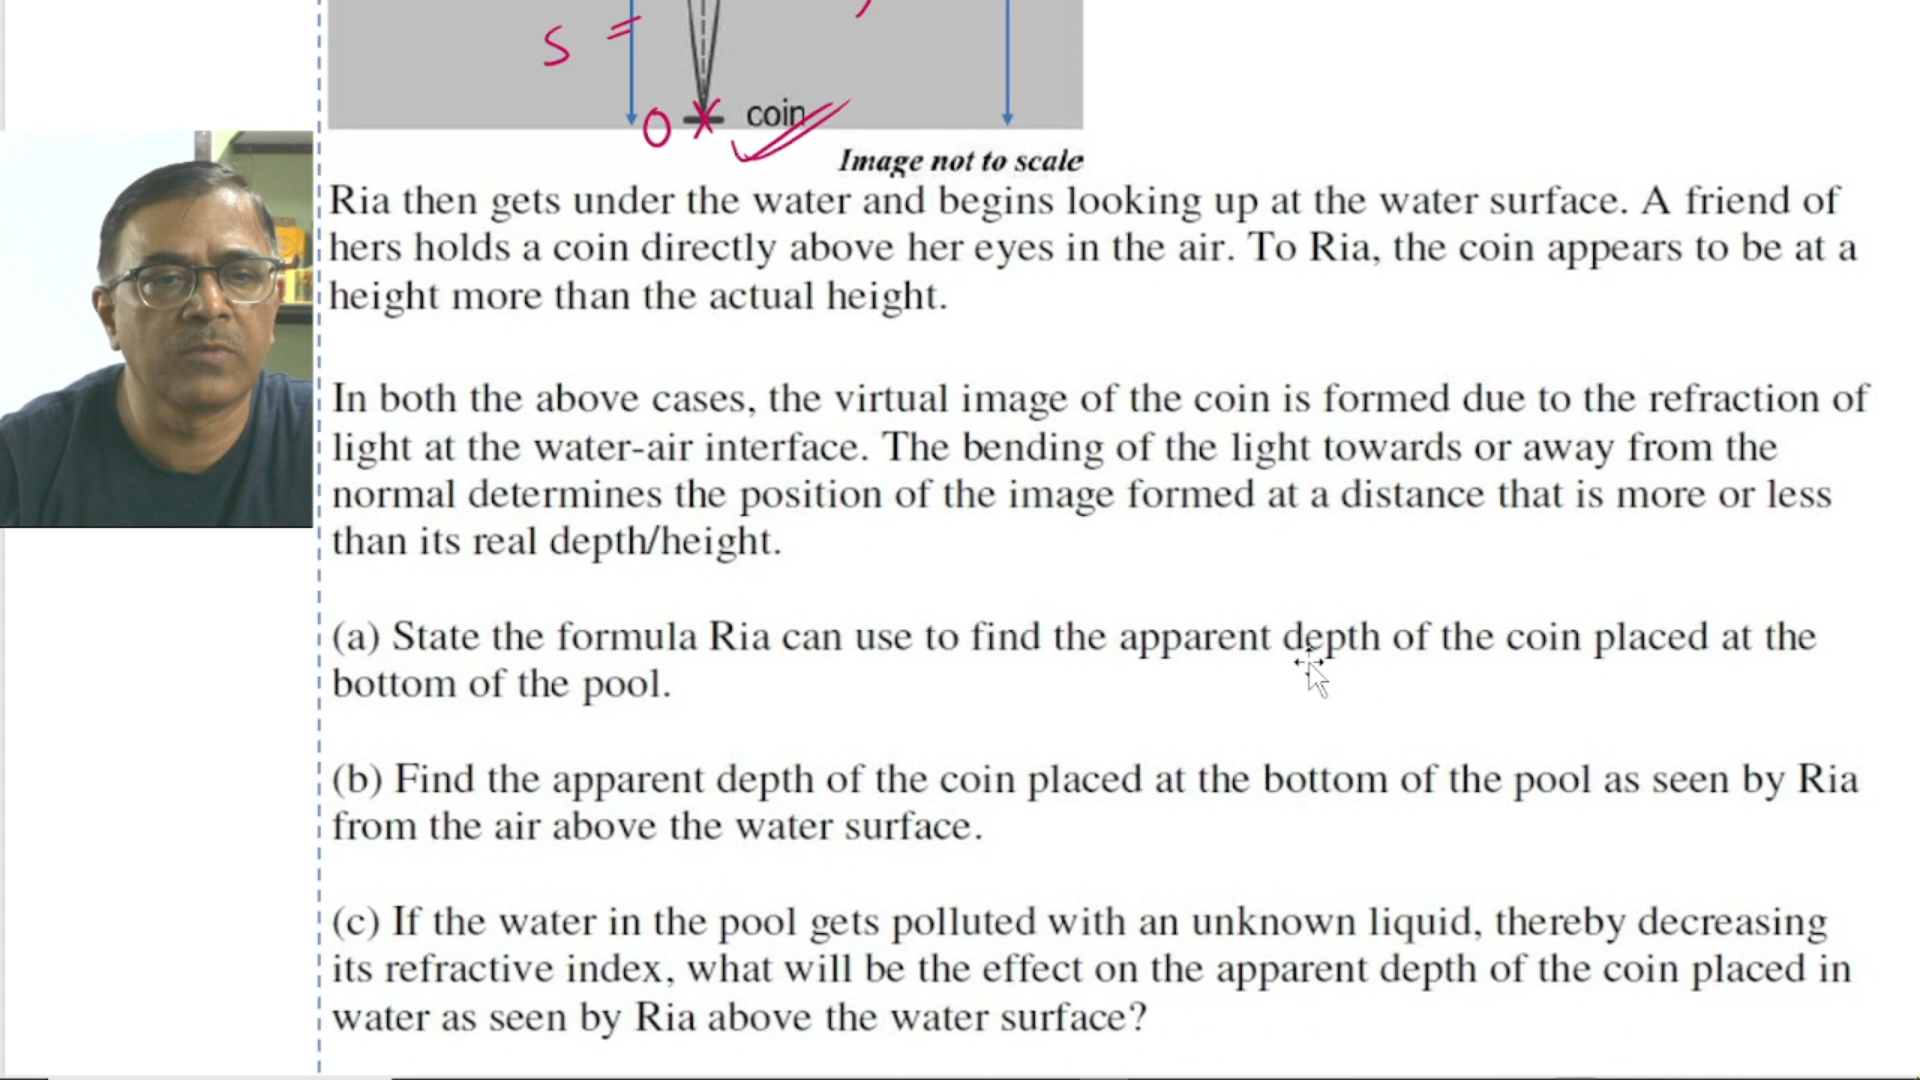 S =
O
coin
Image not to scale
Ria then gets under the water and begins looking up at the water surface. A friend of
hers holds a coin directly above her eyes in the air. To Ria, the coin appears to be at a
height more than the actual height.
In both the above cases, the virtual image of the coin is formed due to the refraction of
light at the water-air interface. The bending of the light towards or away from the
normal determines the position of the image formed at a distance that is more or less
than its real depth/height.
(a) State the formula Ria can use to find the apparent depth of the coin placed at the
bottom of the pool.
(b) Find the apparent depth of the coin placed at the bottom of the pool as seen by Ria
from the air above the water surface.
(c) If the water in the pool gets polluted with an unknown liquid, thereby decreasing
its refractive index, what will be the effect on the apparent depth of the coin placed in
water as seen by Ria above the water surface?